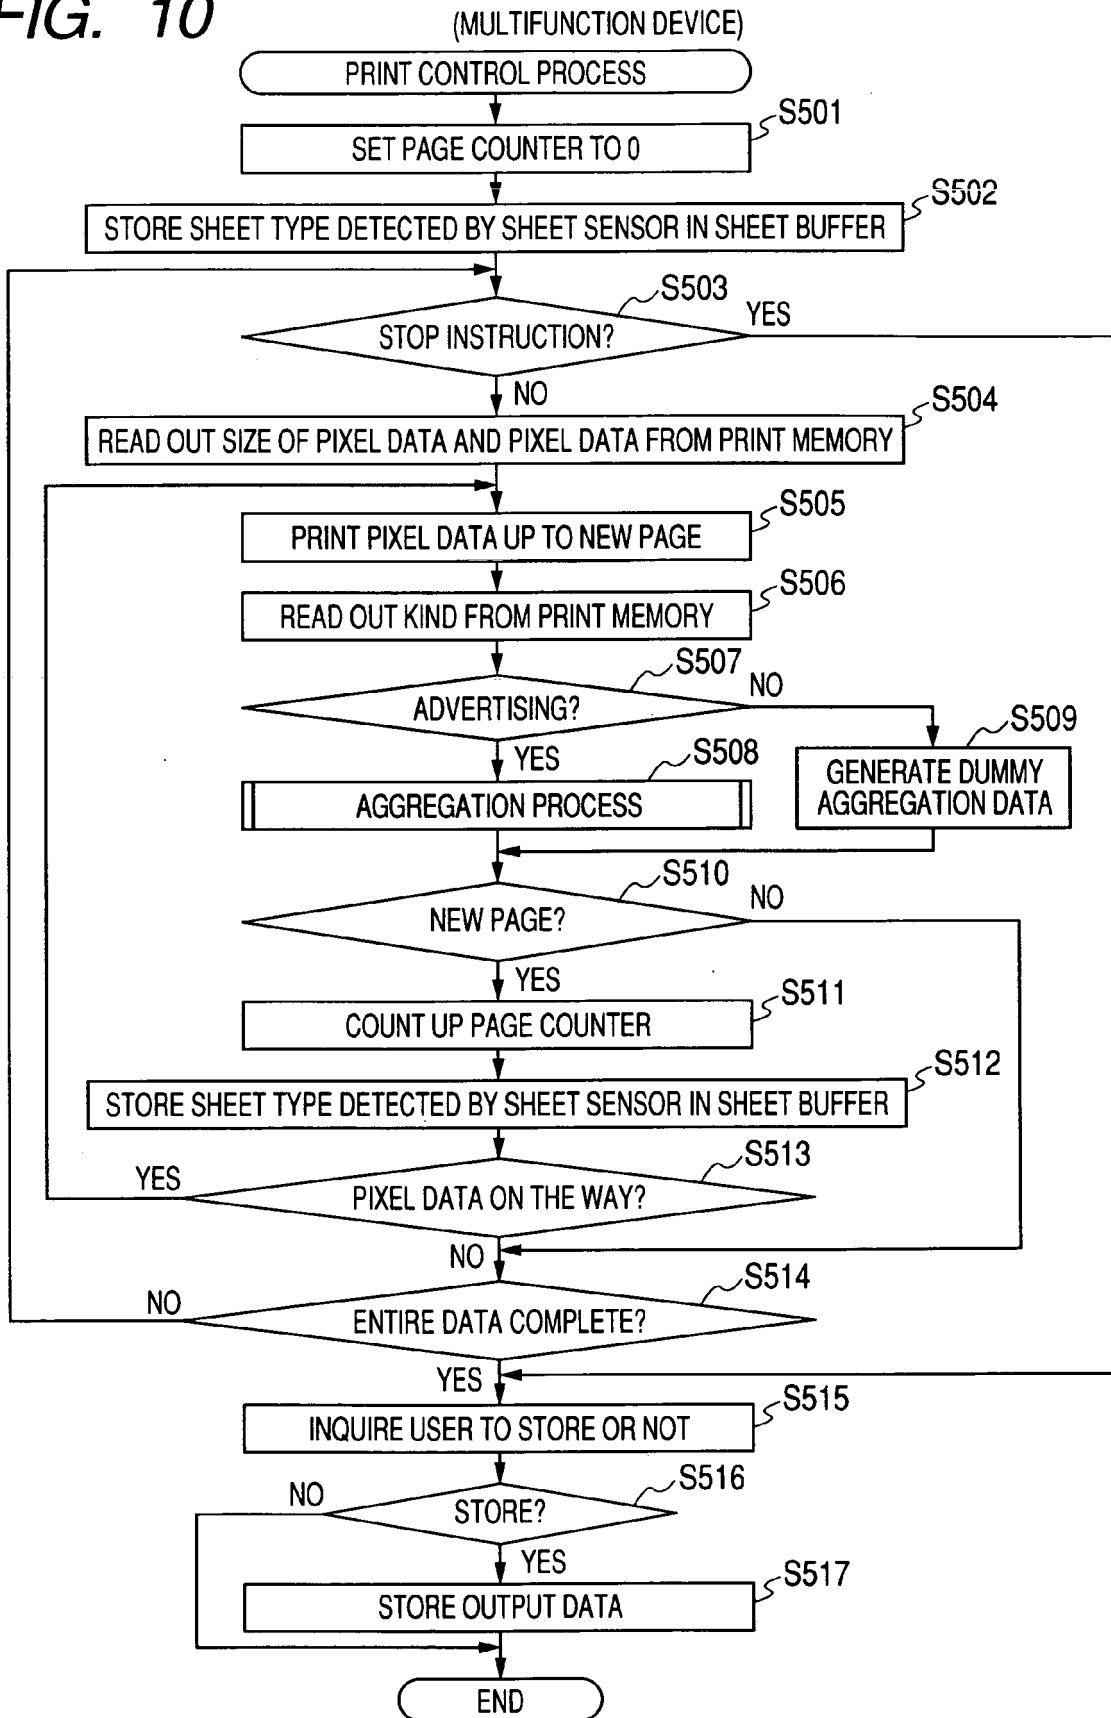 FIG. 10
(MULTIFUNCTION DEVICE)
PRINT CONTROL PROCESS
S501
SET PAGE COUNTER TO 0
S502
STORE SHEET TYPE DETECTED BY SHEET SENSOR IN SHEET BUFFER
S503
STOP INSTRUCTION?
YES
NO
S504
READ OUT SIZE OF PIXEL DATA AND PIXEL DATA FROM PRINT MEMORY
S505
PRINT PIXEL DATA UP TO NEW PAGE
S506
READ OUT KIND FROM PRINT MEMORY
S507
ADVERTISING?
NO
YES
S508
AGGREGATION PROCESS
S509
GENERATE DUMMY
AGGREGATION DATA
S510
NEW PAGE?
NO
YES
S511
COUNT UP PAGE COUNTER
S512
STORE SHEET TYPE DETECTED BY SHEET SENSOR IN SHEET BUFFER
S513
YES
PIXEL DATA ON THE WAY?
NO
S514
NO
ENTIRE DATA COMPLETE?
YES
S515
INQUIRE USER TO STORE OR NOT
S516
NO
STORE?
YES
S517
STORE OUTPUT DATA
END